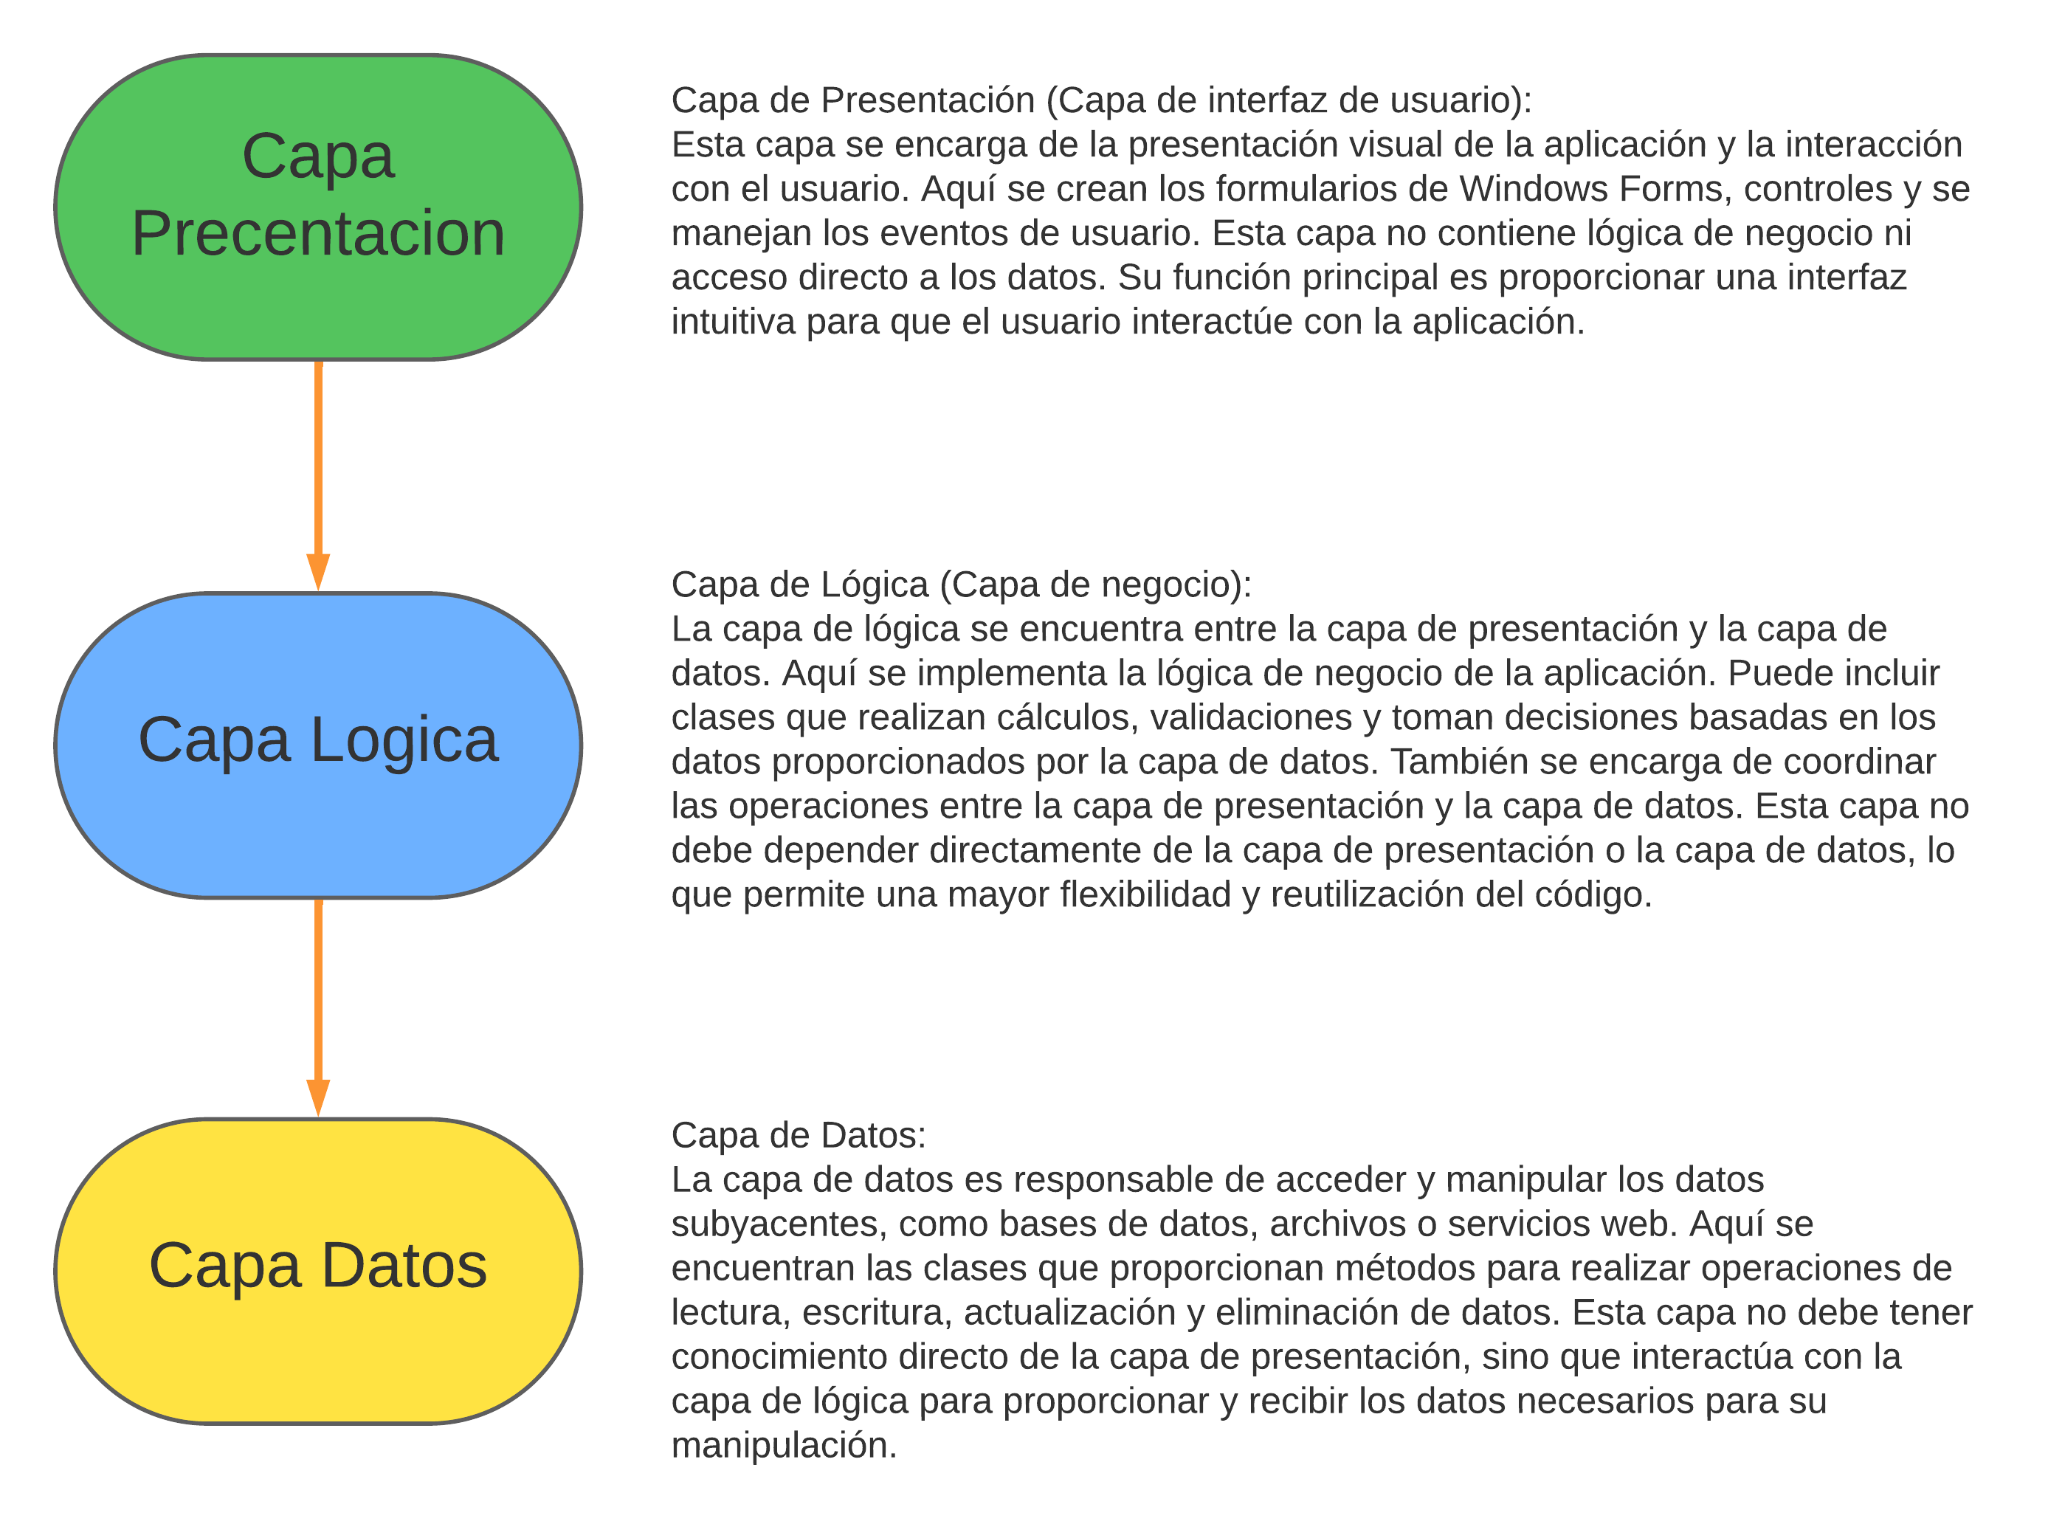 Capa
Precentacion
Capa de Presentación (Capa de interfaz de usuario):
Esta capa se encarga de la presentación visual de la aplicación y la interacción
con el usuario. Aquí se crean los formularios de Windows Forms, controles y se
manejan los eventos de usuario. Esta capa no contiene lógica de negocio ni
acceso directo a los datos. Su función principal es proporcionar una interfaz
intuitiva para que el usuario interactúe con la aplicación.
Capa Logica
Capa de Lógica (Capa de negocio):
La capa de lógica se encuentra entre la capa de presentación y la capa de
datos. Aquí se implementa la lógica de negocio de la aplicación. Puede incluir
clases que realizan cálculos, validaciones y toman decisiones basadas en los
datos proporcionados por la capa de datos. También se encarga de coordinar
las operaciones entre la capa de presentación y la capa de datos. Esta capa no
debe depender directamente de la capa de presentación o la capa de datos, lo
que permite una mayor flexibilidad y reutilización del código.
Capa Datos
Capa de Datos:
La capa de datos es responsable de acceder y manipular los datos
subyacentes, como bases de datos, archivos o servicios web. Aquí se
encuentran las clases que proporcionan métodos para realizar operaciones de
lectura, escritura, actualización y eliminación de datos. Esta capa no debe tener
conocimiento directo de la capa de presentación, sino que interactúa con la
capa de lógica para proporcionar y recibir los datos necesarios para su
manipulación.